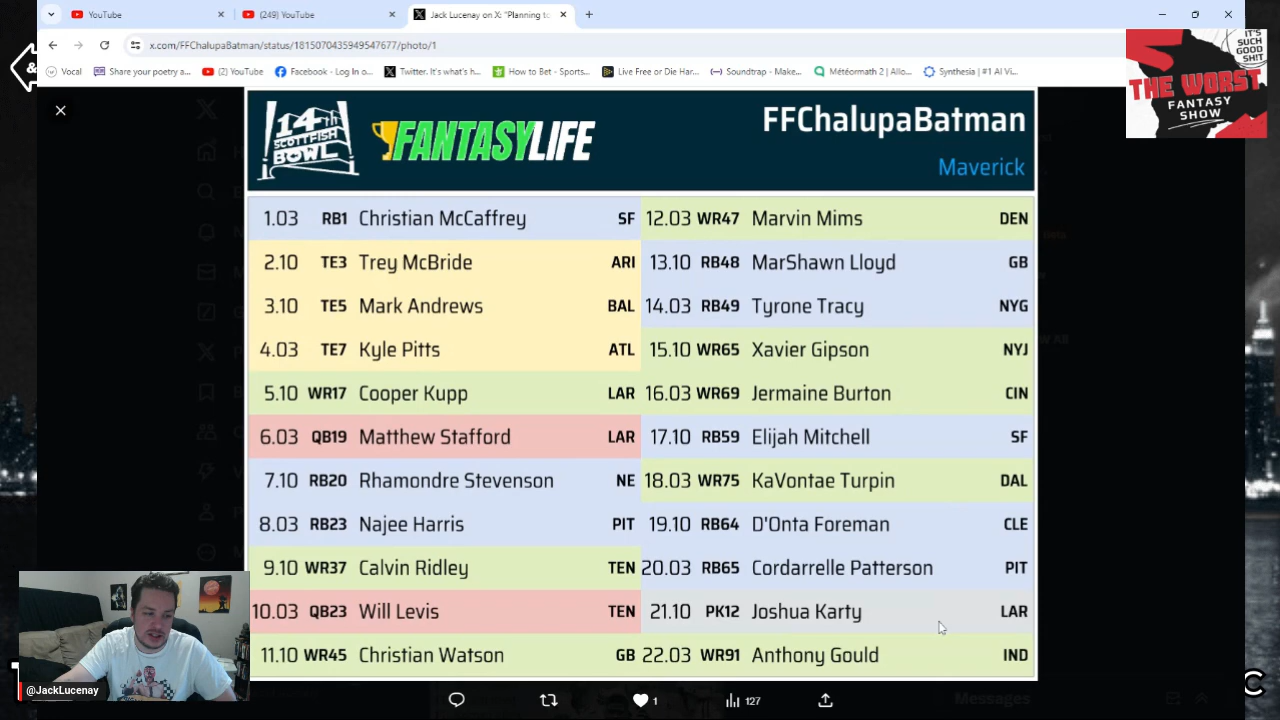 YouTube
(249) YouTube
Jack Lucenay on X: "Planning to
x.com/FFChalupaBatman/status/1815070435949547677/photo/1
Vocal
Share your poetry a...
(2) YouTube
Facebook - Log In o...
Twitter. It's what's h...
How to Bet - Sports...
Live Free or Die Har...
Soundtrap - Make...
Météormath 2 | Allo...
Synthesia | #1 AI Vi...
IT'S
SUCH
GOOD
SH!T
THE WORST
FANTASY
SHOW
14TH
SCOTTFISH
BOWL
FANTASYLIFE
FFChalupaBatman
Maverick
1.03 RB1 Christian McCaffrey SF
2.10 TE3 Trey McBride ARI
3.10 TE5 Mark Andrews BAL
4.03 TE7 Kyle Pitts ATL
5.10 WR17 Cooper Kupp LAR
6.03 QB19 Matthew Stafford LAR
7.10 RB20 Rhamondre Stevenson NE
8.03 RB23 Najee Harris PIT
9.10 WR37 Calvin Ridley TEN
10.03 QB23 Will Levis TEN
11.10 WR45 Christian Watson GB
12.03 WR47 Marvin Mims DEN
13.10 RB48 MarShawn Lloyd GB
14.03 RB49 Tyrone Tracy NYG
15.10 WR65 Xavier Gipson NYJ
16.03 WR69 Jermaine Burton CIN
17.10 RB59 Elijah Mitchell SF
18.03 WR75 KaVontae Turpin DAL
19.10 RB64 D'Onta Foreman CLE
20.03 RB65 Cordarrelle Patterson PIT
21.10 PK12 Joshua Karty LAR
22.03 WR91 Anthony Gould IND
@JackLucenay
1
127
Messages